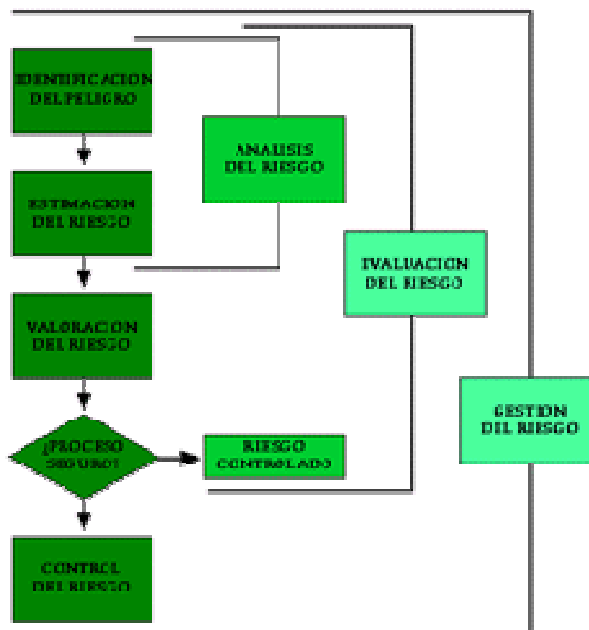 IDENTIFICACION
DEL PELIGRO
ANALISIS
DEL RIESGO
ESTIMACION
DEL RIESGO
EVALUACION
DEL RIESGO
VALORACION
DEL RIESGO
GESTION
DEL RIESGO
¿PROCESO
SEGURO?
RIESGO
CONTROLADO
CONTROL
DEL RIESGO